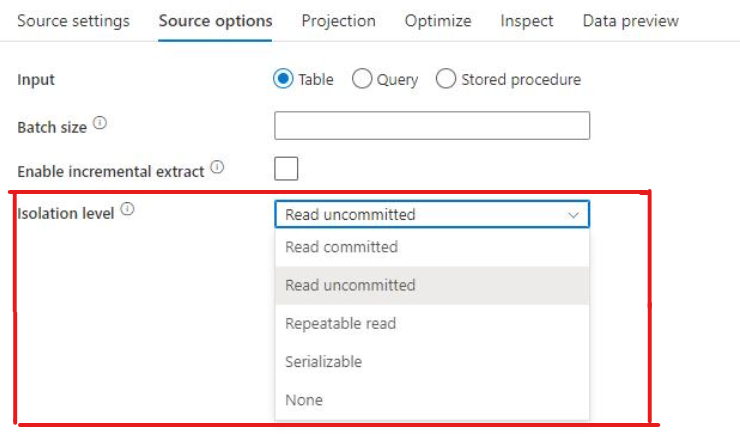 Source settings Source options Projection Optimize Inspect Data preview
Input Table Query Stored procedure
Batch size
Enable incremental extract
Isolation level Read uncommitted
Read committed
Read uncommitted
Repeatable read
Serializable
None